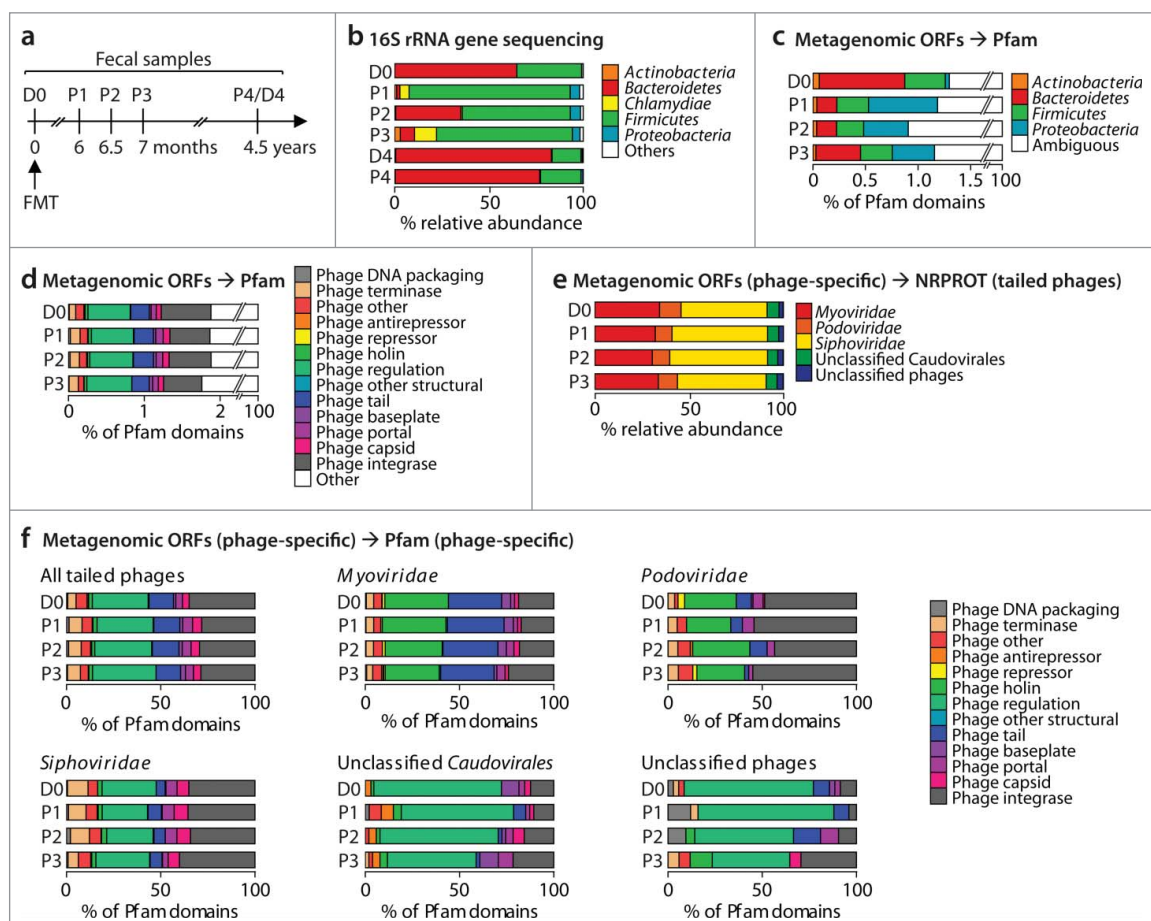 a
Fecal samples
D0 P1 P2 P3 P4/D4
0 6 6.5 7 months 4.5 years
FMT
b 16S rRNA gene sequencing
D0
P1
P2
P3
D4
P4
0 50 100
% relative abundance
Actinobacteria
Bacteroidetes
Chlamydiae
Firmicutes
Proteobacteria
Others
c Metagenomic ORFs → Pfam
D0
P1
P2
P3
0 0.5 1.0 1.5 100
% of Pfam domains
Actinobacteria
Bacteroidetes
Firmicutes
Proteobacteria
Ambiguous
d Metagenomic ORFs → Pfam
D0
P1
P2
P3
0 1 2 100
% of Pfam domains
Phage DNA packaging
Phage terminase
Phage other
Phage antirepressor
Phage repressor
Phage holin
Phage regulation
Phage other structural
Phage tail
Phage baseplate
Phage portal
Phage capsid
Phage integrase
Other
e Metagenomic ORFs (phage-specific) → NRPROT (tailed phages)
D0
P1
P2
P3
0 50 100
% relative abundance
Myoviridae
Podoviridae
Siphoviridae
Unclassified Caudovirales
Unclassified phages
f Metagenomic ORFs (phage-specific) → Pfam (phage-specific)
All tailed phages
D0
P1
P2
P3
0 50 100
% of Pfam domains
Myoviridae
D0
P1
P2
P3
0 50 100
% of Pfam domains
Podoviridae
D0
P1
P2
P3
0 50 100
% of Pfam domains
Siphoviridae
D0
P1
P2
P3
0 50 100
% of Pfam domains
Unclassified Caudovirales
D0
P1
P2
P3
0 50 100
% of Pfam domains
Unclassified phages
D0
P1
P2
P3
0 50 100
% of Pfam domains
Phage DNA packaging
Phage terminase
Phage other
Phage antirepressor
Phage repressor
Phage holin
Phage regulation
Phage other structural
Phage tail
Phage baseplate
Phage portal
Phage capsid
Phage integrase